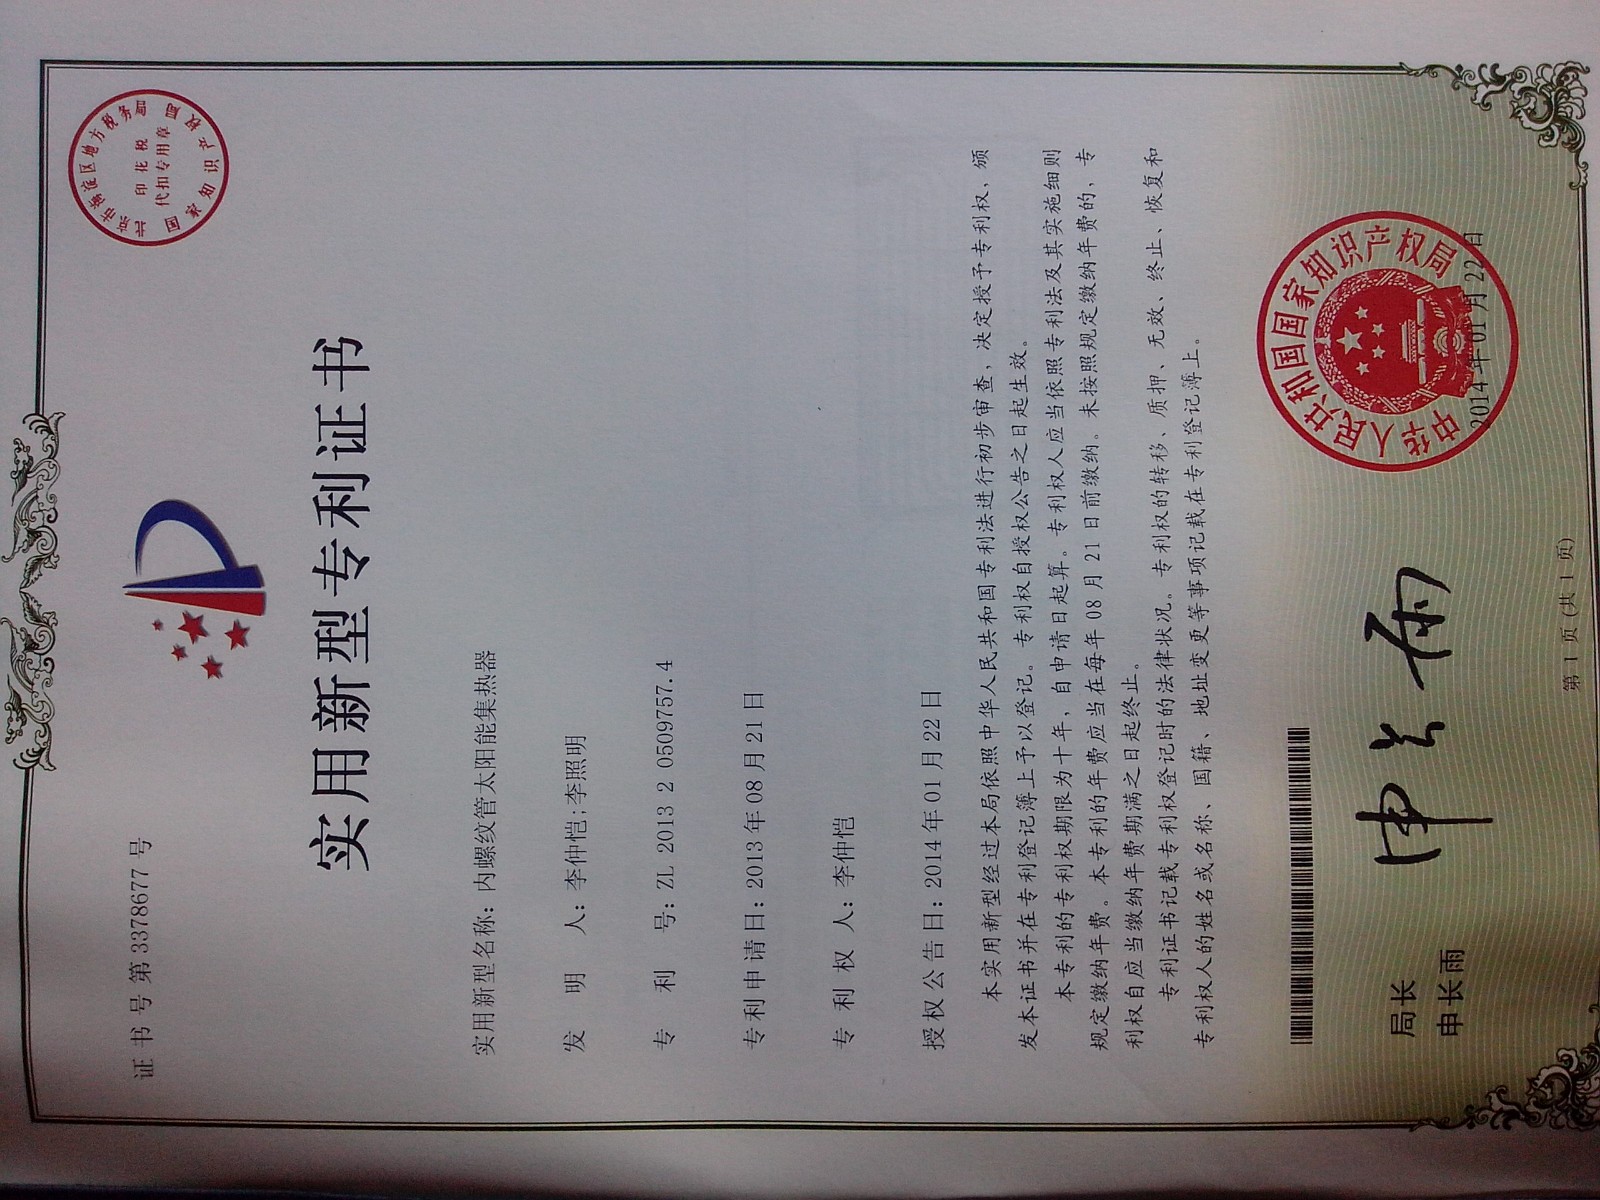 证书号第3378677号
北京市海淀区地方税务局
印花税
代扣专用章
国家知识产权局
实用新型专利证书
实用新型名称：内螺纹管太阳能集热器
发明人：李仲恺;李照明
专利号：ZL 2013 2 0509757.4
专利申请日：2013年08月21日
专利权人：李仲恺
授权公告日：2014年01月22日
本实用新型经过本局依照中华人民共和国专利法进行初步审查，决定授予专利权，颁
发本证书并在专利登记簿上予以登记。专利权自授权公告之日起生效。
本专利的专利权期限为十年，自申请日起算。专利权人应当依照专利法及其实施细则
规定缴纳年费。本专利的年费应当在每年08月21日前缴纳。未按照规定缴纳年费的，专
利权自应当缴纳年费期满之日起终止。
专利证书记载专利权登记时的法律状况。专利权的转移、质押、无效、终止、恢复和
专利权人的姓名或名称、国籍、地址变更等事项记载在专利登记簿上。
局长
申长雨
申长雨
中华人民共和国国家知识产权局
2014年01月22日
第1页(共1页)